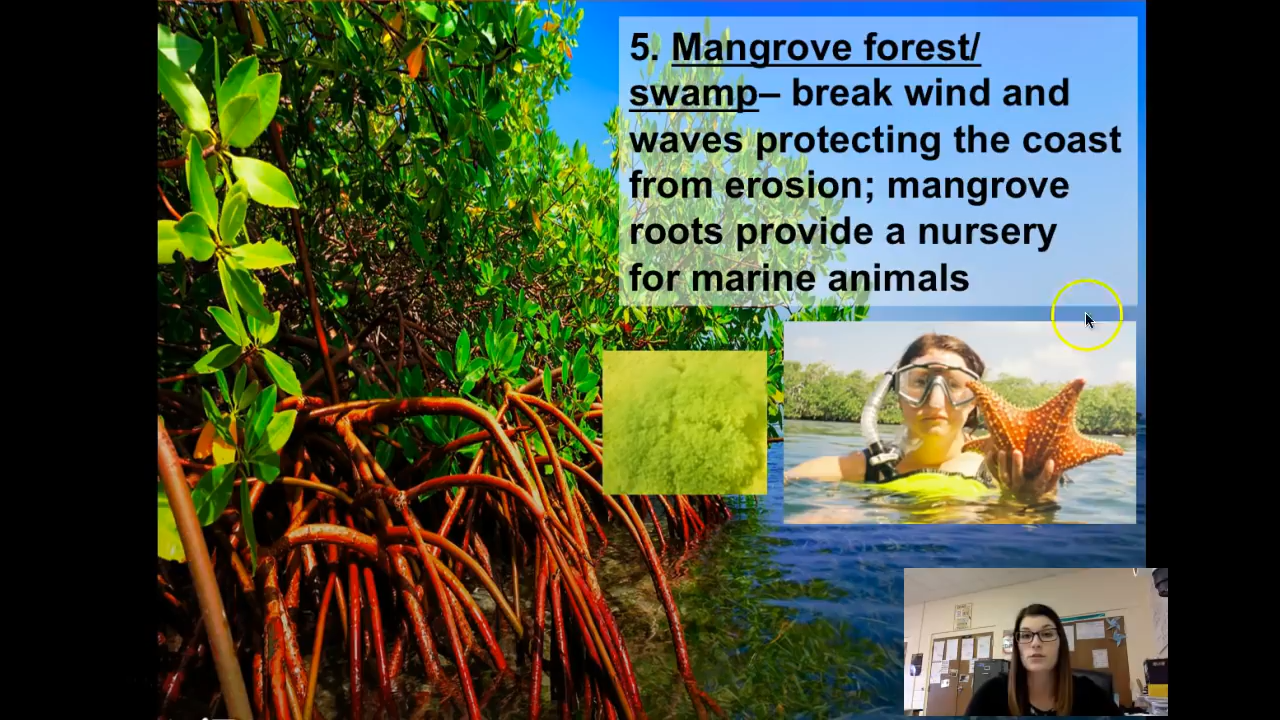 5. Mangrove forest/
swamp– break wind and
waves protecting the coast
from erosion; mangrove
roots provide a nursery
for marine animals